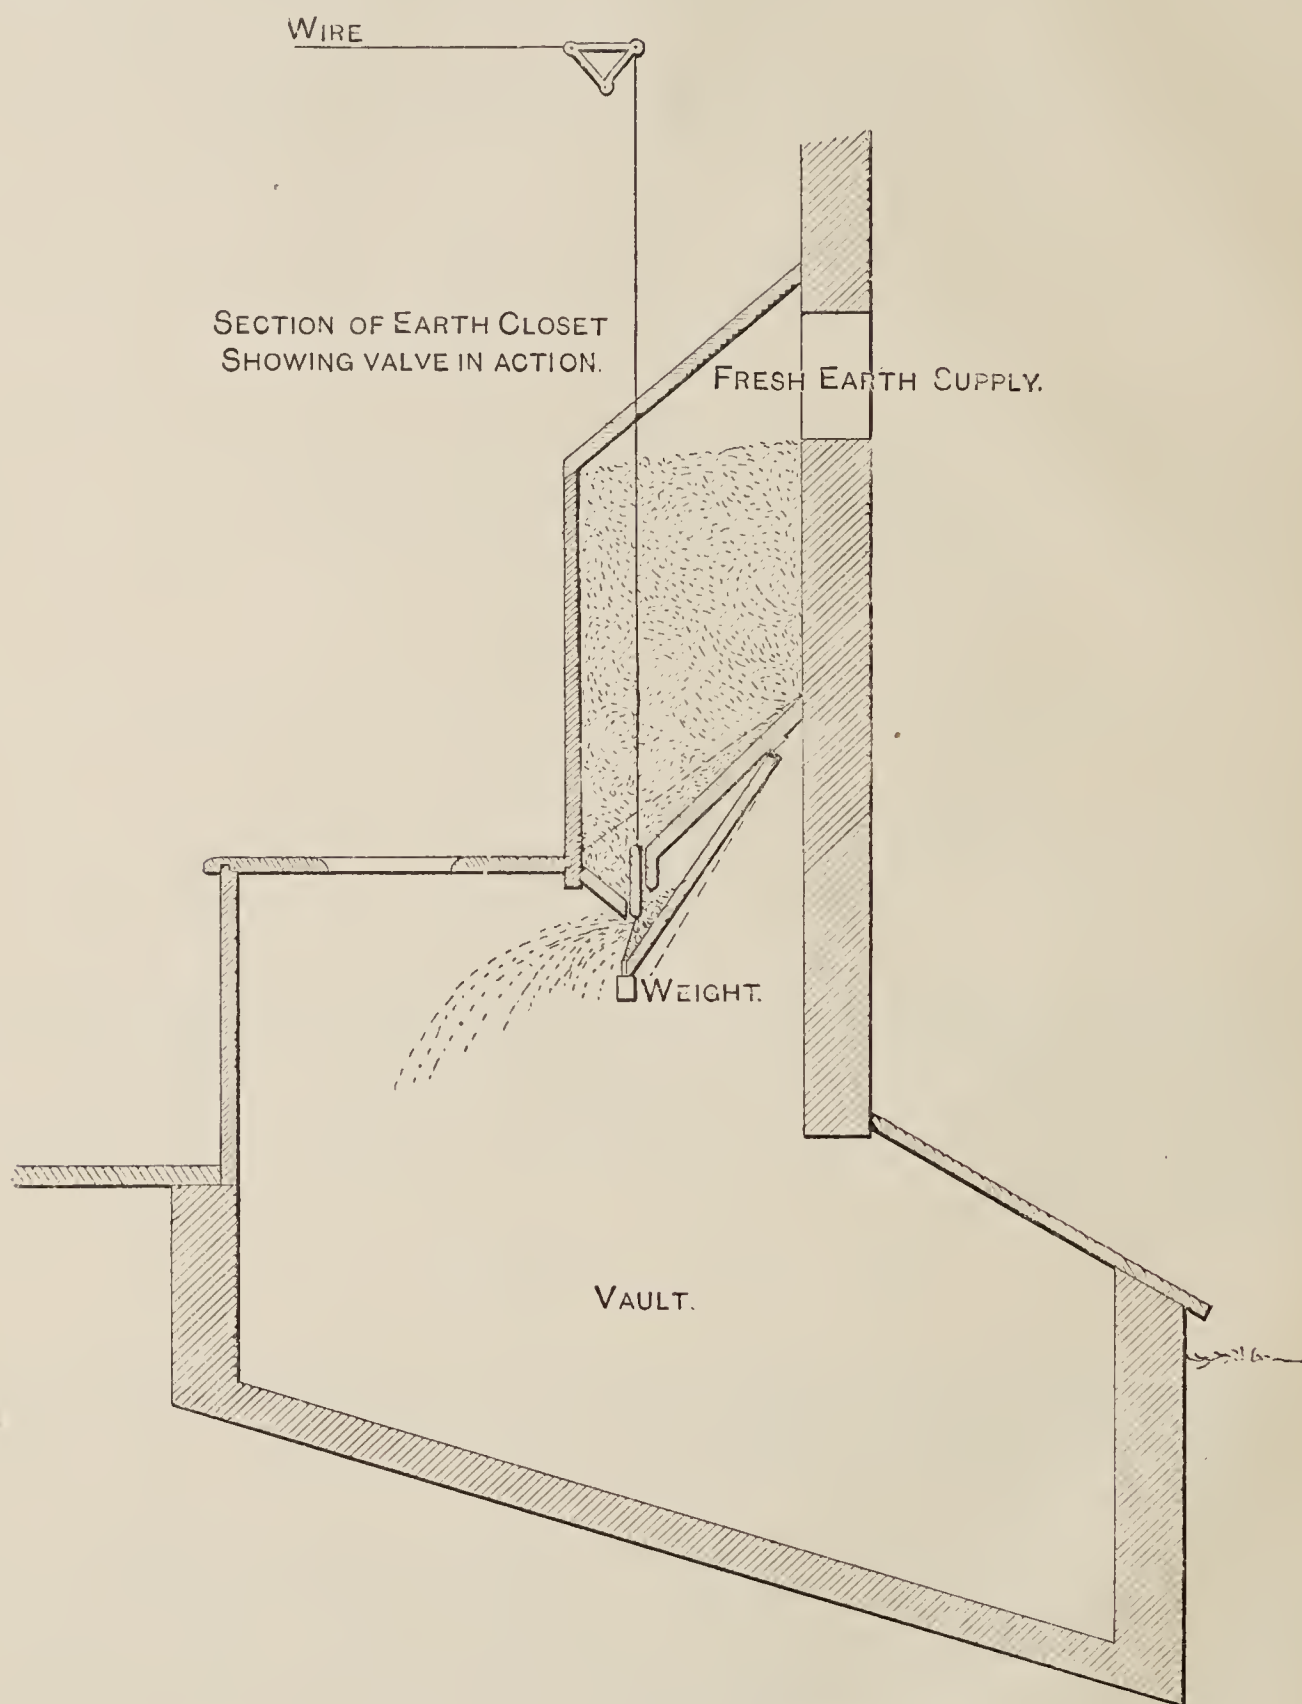 WIRE
SECTION OF EARTH CLOSET
SHOWING VALVE IN ACTION.
FRESH EARTH SUPPLY.
WEIGHT.
VAULT.